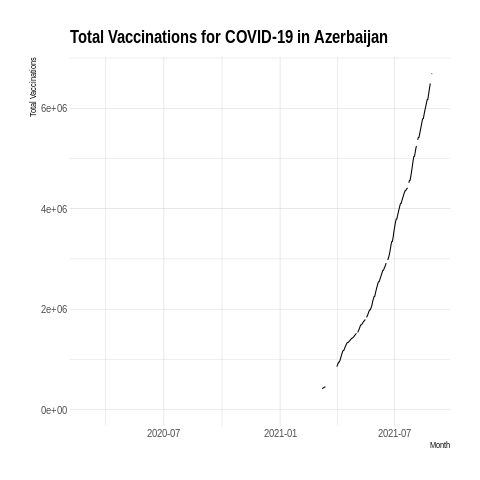 Total Vaccinations for COVID-19 in Azerbaijan
Total Vaccinations
6e+06
4e+06
2e+06
0e+00
2020-07
2021-01
2021-07
Month